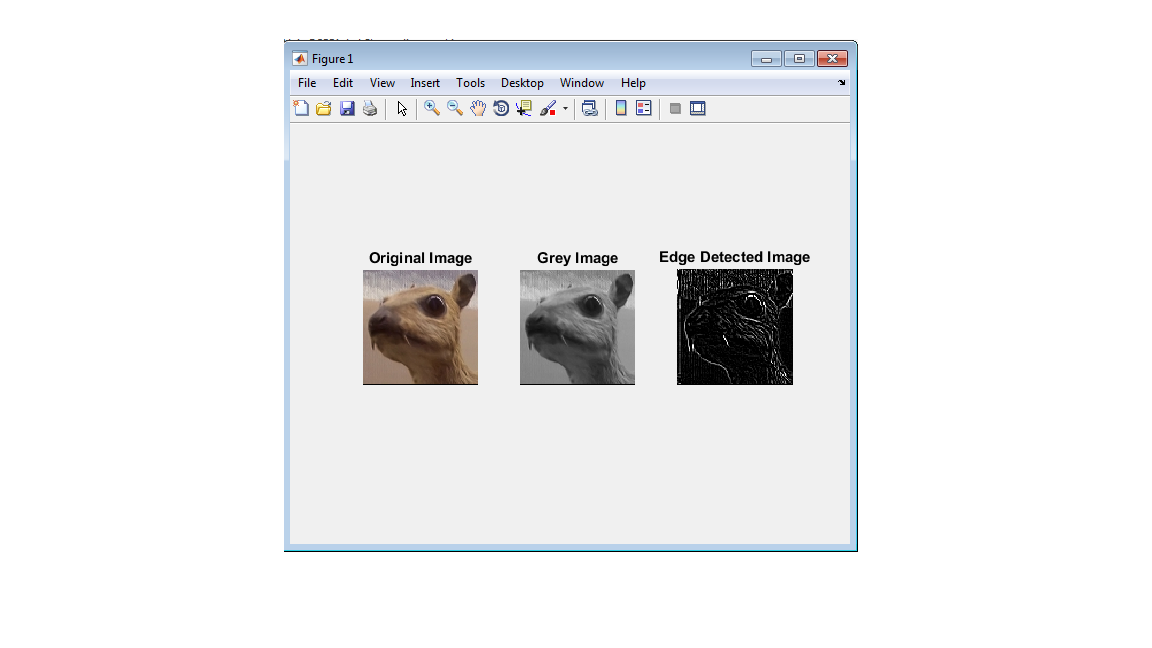 Figure 1
File Edit View Insert Tools Desktop Window Help
Original Image Grey Image Edge Detected Image